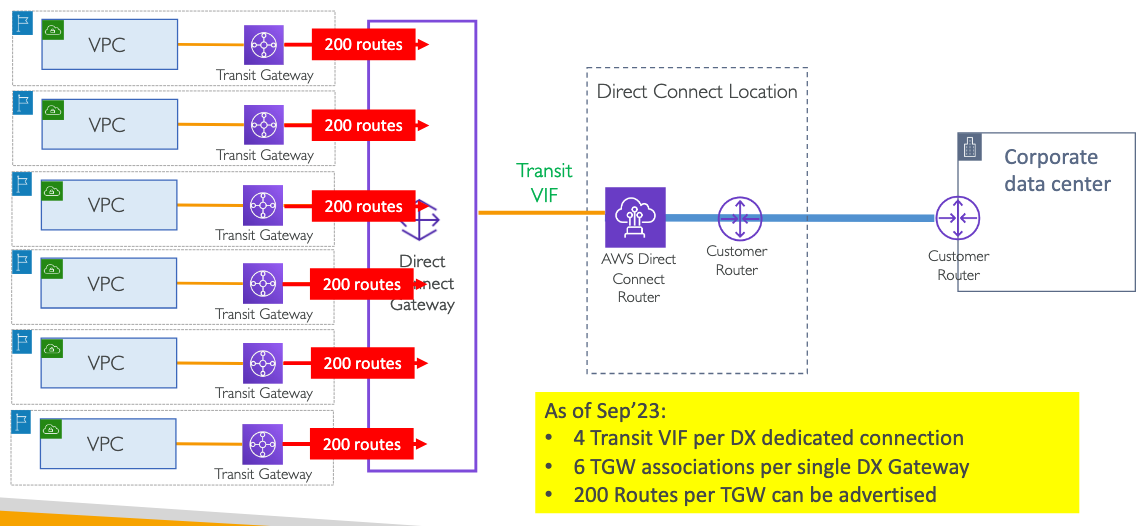 VPC
Transit Gateway
200 routes
VPC
Transit Gateway
200 routes
VPC
Transit Gateway
200 routes
VPC
Transit Gateway
200 routes
VPC
Transit Gateway
200 routes
VPC
Transit Gateway
200 routes
Direct
Gateway
Transit
VIF
Direct Connect Location
AWS Direct
Connect
Router
Customer
Router
Corporate
data center
Customer
Router
As of Sep’23:
• 4 Transit VIF per DX dedicated connection
• 6 TGW associations per single DX Gateway
• 200 Routes per TGW can be advertised